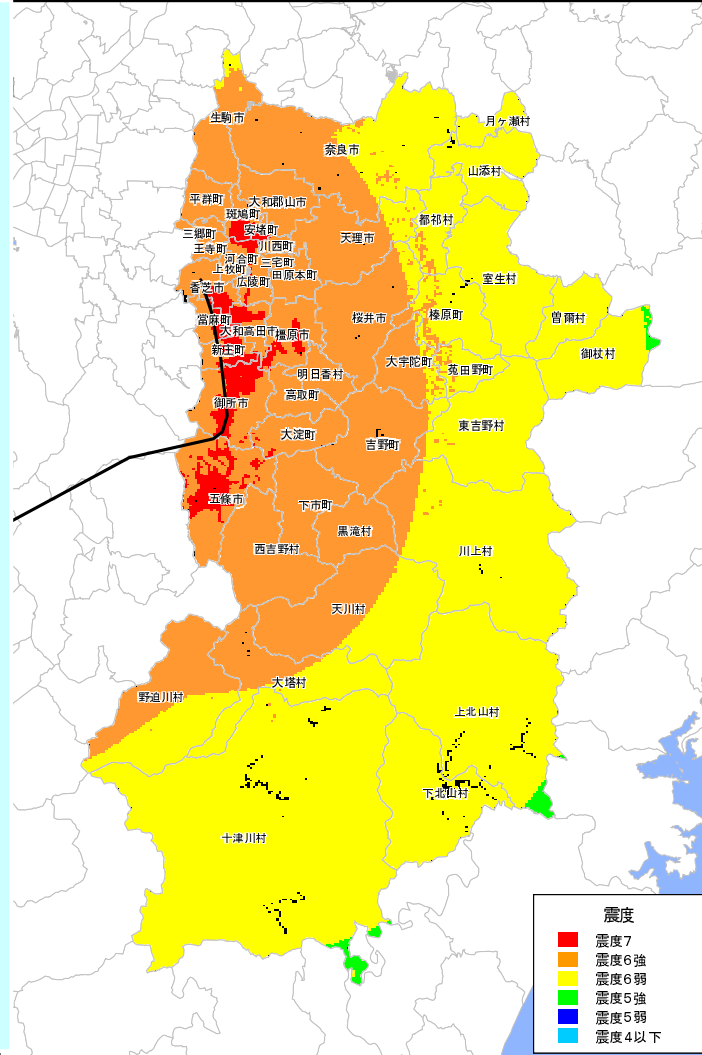 月ヶ瀬村
生駒市
奈良市
山添村
平群町
大和郡山市
斑鳩町
都祁村
安堵町
三郷町
天理市
王寺町
川西町
河合町
三宅町
上牧町
田原本町
室生村
広陵町
香芝市
榛原町
曽爾村
桜井市
當麻町
大和高田市
橿原市
新庄町
御杖村
大宇陀町
菟田野町
明日香村
高取町
御所市
東吉野村
大淀町
吉野町
五條市
下市町
黒滝村
西吉野村
川上村
天川村
大塔村
野迫川村
上北山村
下北山村
十津川村
震度
震度7
震度6強
震度6弱
震度5強
震度5弱
震度4以下